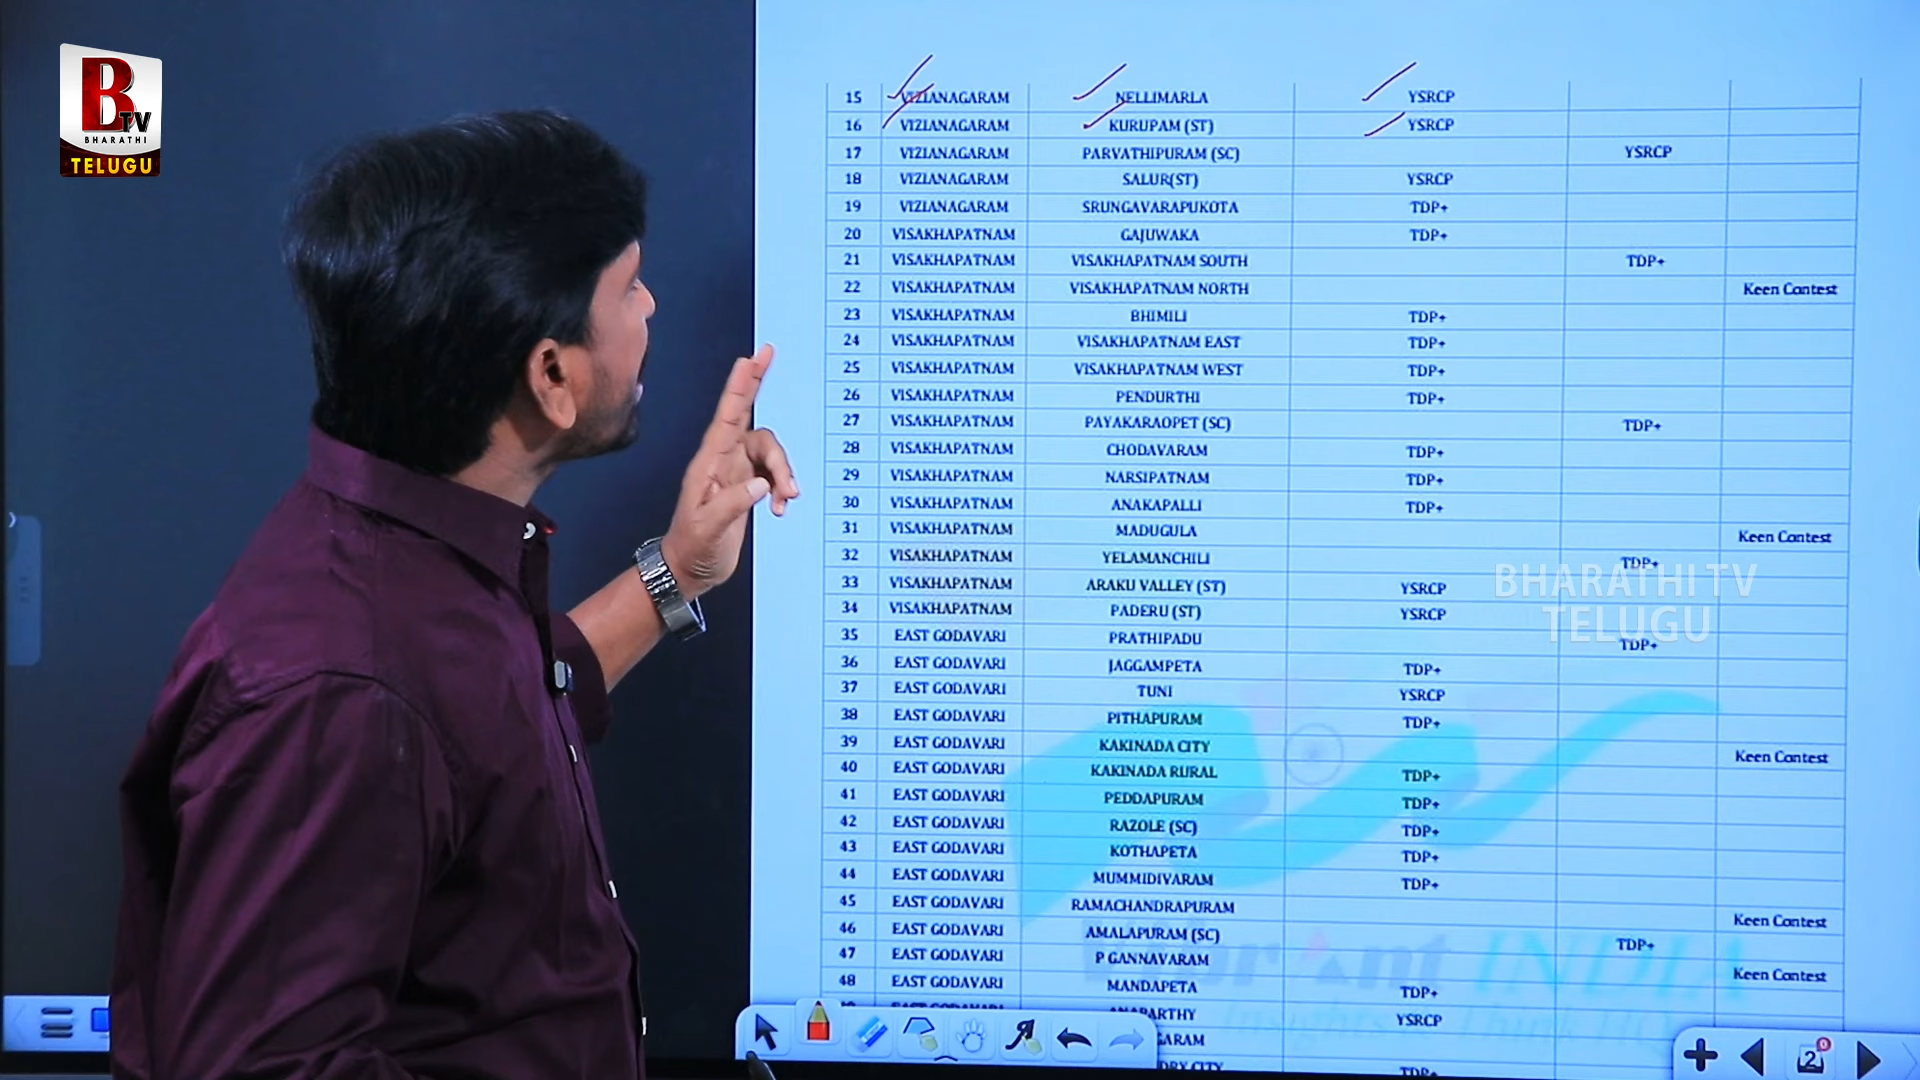 B
TV
BHARATHI
TELUGU
15 VIZIANAGARAM NELLIMARLA YSRCP
16 VIZIANAGARAM KURUPAM (ST) YSRCP
17 VIZIANAGARAM PARVATHIPURAM (SC) YSRCP
18 VIZIANAGARAM SALUR(ST) YSRCP
19 VIZIANAGARAM SRUNGAVARAPUKOTA TDP+
20 VISAKHAPATNAM GAJUWAKA TDP+
21 VISAKHAPATNAM VISAKHAPATNAM SOUTH TDP+
22 VISAKHAPATNAM VISAKHAPATNAM NORTH Keen Contest
23 VISAKHAPATNAM BHIMILI TDP+
24 VISAKHAPATNAM VISAKHAPATNAM EAST TDP+
25 VISAKHAPATNAM VISAKHAPATNAM WEST TDP+
26 VISAKHAPATNAM PENDURTHI TDP+
27 VISAKHAPATNAM PAYAKARAOPET (SC) TDP+
28 VISAKHAPATNAM CHODAVARAM TDP+
29 VISAKHAPATNAM NARSIPATNAM TDP+
30 VISAKHAPATNAM ANAKAPALLI TDP+
31 VISAKHAPATNAM MADUGULA Keen Contest
32 VISAKHAPATNAM YELAMANCHILI TDP+
33 VISAKHAPATNAM ARAKU VALLEY (ST) YSRCP
34 VISAKHAPATNAM PADERU (ST) YSRCP
35 EAST GODAVARI PRATHIPADU TDP+
36 EAST GODAVARI JAGGAMPETA TDP+
37 EAST GODAVARI TUNI YSRCP
38 EAST GODAVARI PITHAPURAM TDP+
39 EAST GODAVARI KAKINADA CITY Keen Contest
40 EAST GODAVARI KAKINADA RURAL TDP+
41 EAST GODAVARI PEDDAPURAM TDP+
42 EAST GODAVARI RAZOLE (SC) TDP+
43 EAST GODAVARI KOTHAPETA TDP+
44 EAST GODAVARI MUMMIDIVARAM TDP+
45 EAST GODAVARI RAMACHANDRAPURAM Keen Contest
46 EAST GODAVARI AMALAPURAM (SC) TDP+
47 EAST GODAVARI P GANNAVARAM Keen Contest
48 EAST GODAVARI MANDAPETA TDP+
EAST GODAVARI YSRCP
CITY TDP+
BHARATHI TV
TELUGU
INDIA
2
0